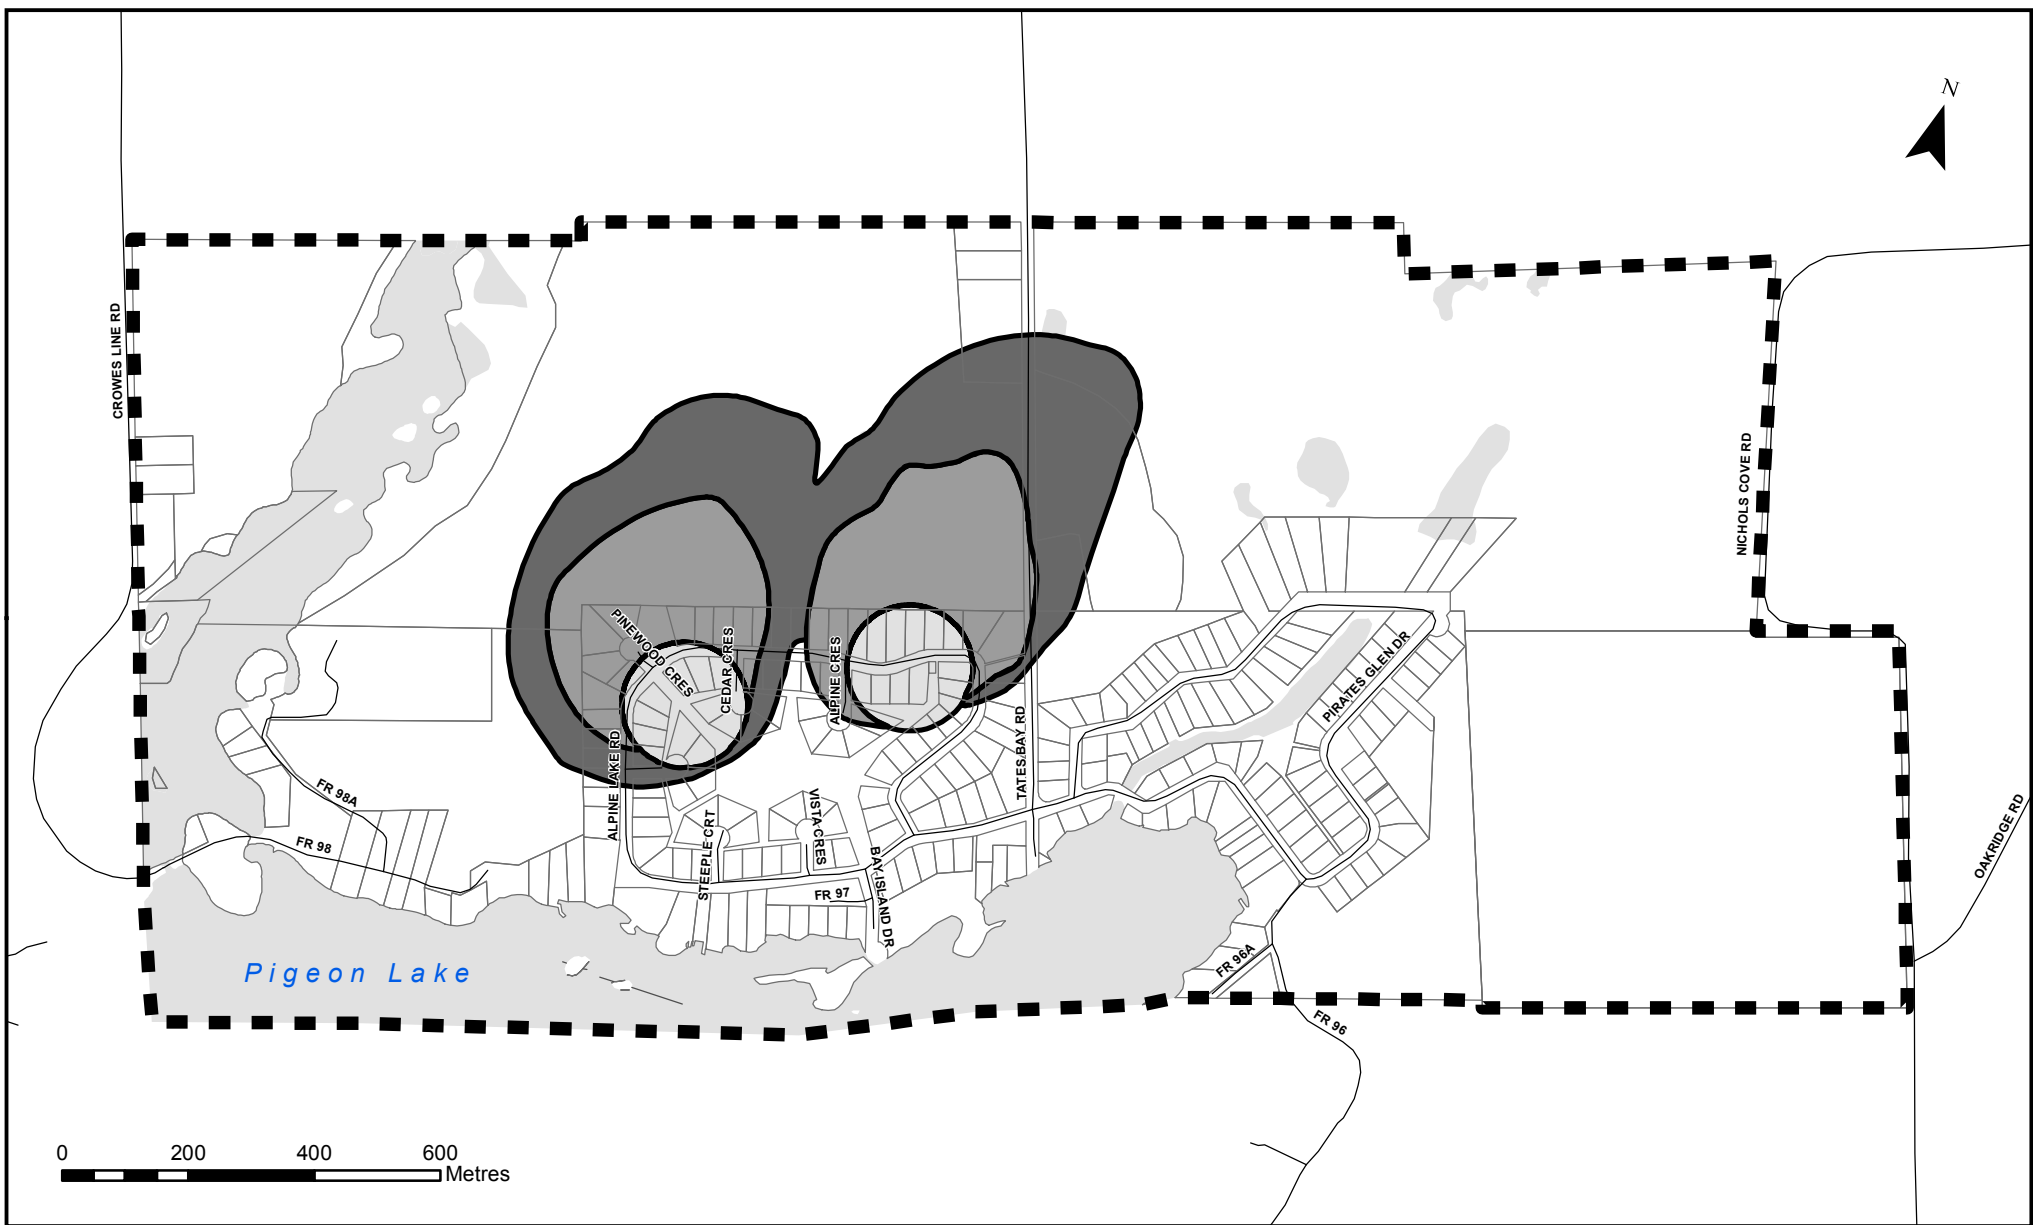 N
CROWES LINE RD
NICHOLS COVE RD
PINEWOOD CRES
CEDAR CRES
ALPINE CRES
PIRATES GLEN DR
ALPINE LAKE RD
TATES BAY RD
FR 98A
FR 98
STEEPLE CRT
VISTA CRES
BAY ISLAND DR
FR 97
OAKRIDGE RD
FR 96A
FR 96
Pigeon Lake
0 200 400 600
Metres